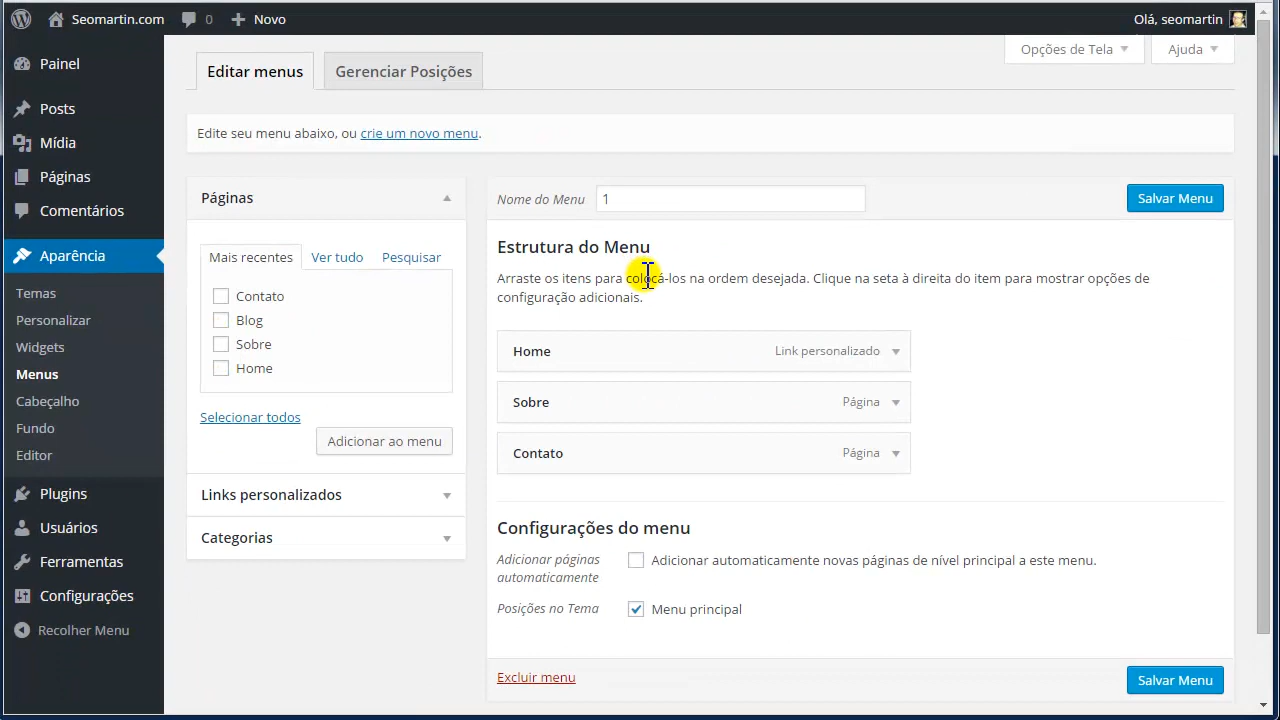 Seomartin.com 0 Novo Olá, seomartin
Painel
Posts
Mídia
Páginas
Comentários
Aparência
Temas
Personalizar
Widgets
Menus
Cabeçalho
Fundo
Editor
Plugins
Usuários
Ferramentas
Configurações
Recolher Menu
Opções de Tela Ajuda
Editar menus Gerenciar Posições
Edite seu menu abaixo, ou crie um novo menu.
Páginas
Mais recentes Ver tudo Pesquisar
Contato
Blog
Sobre
Home
Selecionar todos
Adicionar ao menu
Links personalizados
Categorias
Nome do Menu 1 Salvar Menu
Estrutura do Menu
Arraste os itens para colocá-los na ordem desejada. Clique na seta à direita do item para mostrar opções de
configuração adicionais.
Home Link personalizado
Sobre Página
Contato Página
Configurações do menu
Adicionar páginas
automaticamente
Adicionar automaticamente novas páginas de nível principal a este menu.
Posições no Tema Menu principal
Excluir menu Salvar Menu